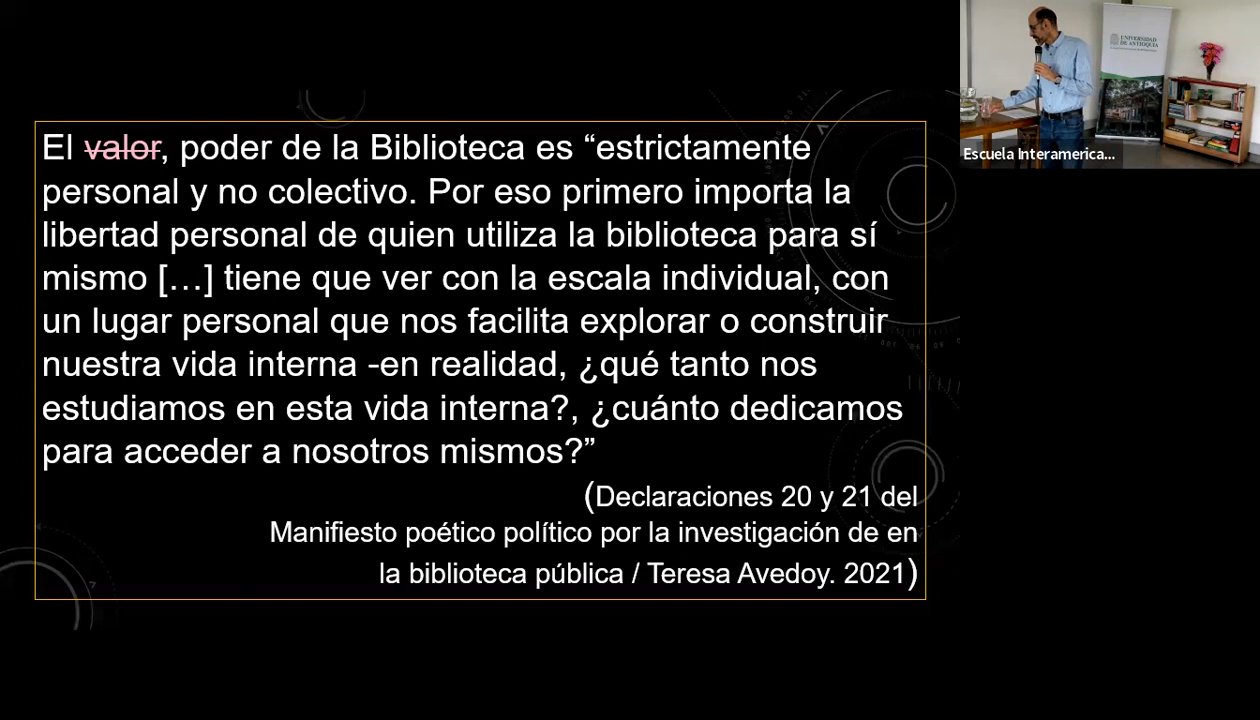 El valor, poder de la Biblioteca es “estrictamente
personal y no colectivo. Por eso primero importa la
libertad personal de quien utiliza la biblioteca para sí
mismo […] tiene que ver con la escala individual, con
un lugar personal que nos facilita explorar o construir
nuestra vida interna -en realidad, ¿qué tanto nos
estudiamos en esta vida interna?, ¿cuánto dedicamos
para acceder a nosotros mismos?”
(Declaraciones 20 y 21 del
Manifiesto poético político por la investigación de en
la biblioteca pública / Teresa Avedoy. 2021)
UNIVERSIDAD
DE ANTIOQUIA
Escuela Interamerica...